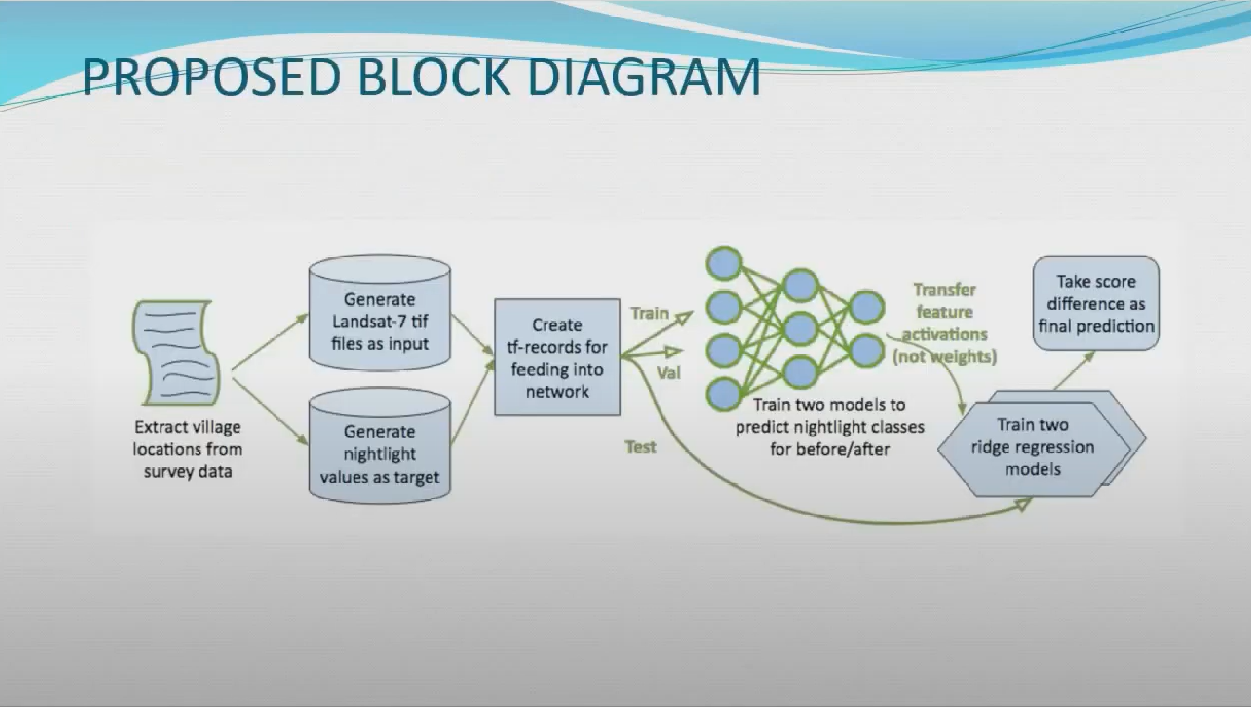 PROPOSED BLOCK DIAGRAM
Extract village
locations from
survey data
Generate
Landsat-7 tif
files as input
Generate
nightlight
values as target
Create
tf-records for
feeding into
network
Train
Val
Test
Train two models to
predict nightlight classes
for before/after
Transfer
feature
activations
(not weights)
Train two
ridge regression
models
Take score
difference as
final prediction